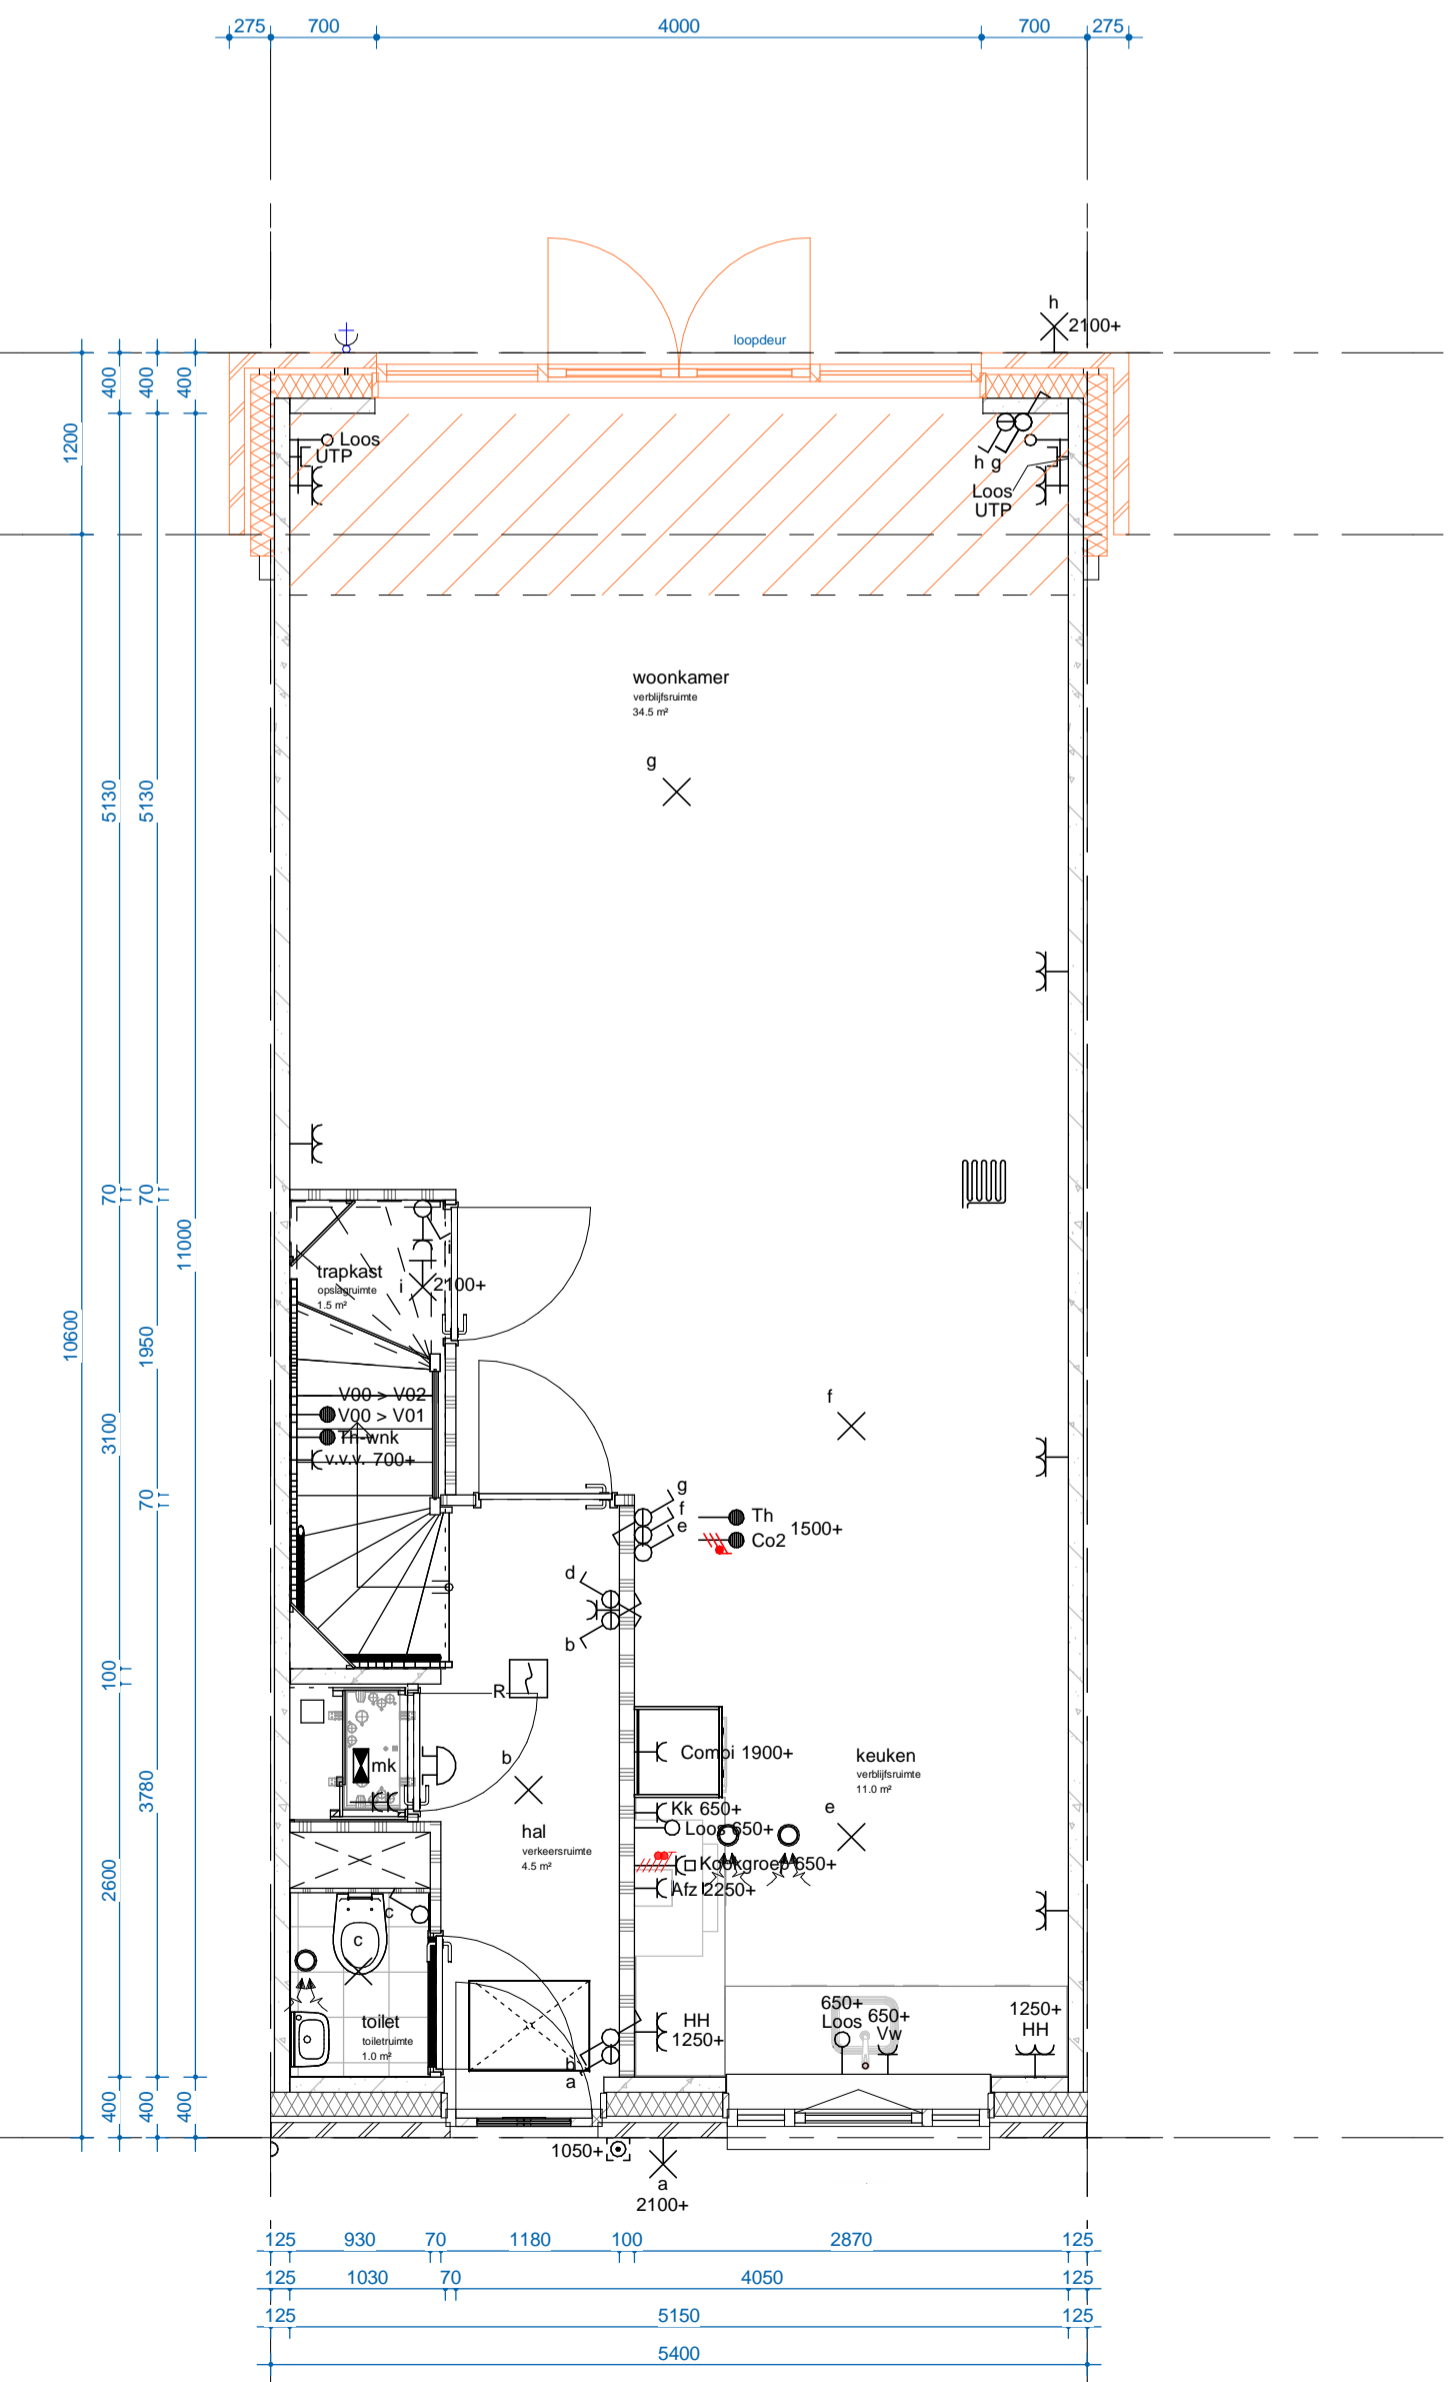 275 700 4000 700 275
h
2100+
loopdeur
400 400 400
1200
Loos
UTP
h g
Loos
UTP
woonkamer
verblijfsruimte
34.5 m²
g
5130 5130
70 70
11000
trapkast
opslagruimte
1.5 m²
i
i 2100+
10600
1950
3100
V00 > V02
V00 > V01
Th-wnk
v.v.v. 700+
f
70
g
f
e
Th
Co2
1500+
d
b
100
R
b
mk
Combi 1900+
keuken
verblijfsruimte
11.0 m²
3780
Kk 650+
Loos 650+
e
hal
verkeersruimte
4.5 m²
Kookgroep 650+
Afz 2250+
2600
c
c
toilet
toiletruimte
1.0 m²
HH
1250+
650+
Loos
650+
Vw
1250+
HH
b
a
400 400 400
1050+
a
2100+
125 930 70 1180 100 2870 125
125 1030 70 4050 125
125 5150 125
5400